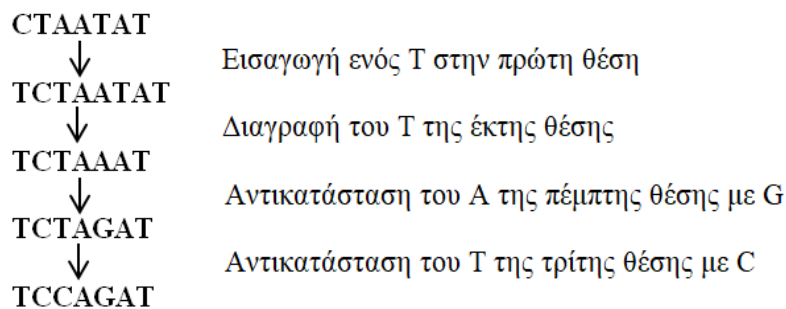 CTAATAT
Εισαγωγή ενός Τ στην πρώτη θέση
TCTAATAT
Διαγραφή του Τ της έκτης θέσης
TCTAAAT
Αντικατάσταση του Α της πέμπτης θέσης με G
TCTAGAT
Αντικατάσταση του Τ της τρίτης θέσης με C
TCCAGAT